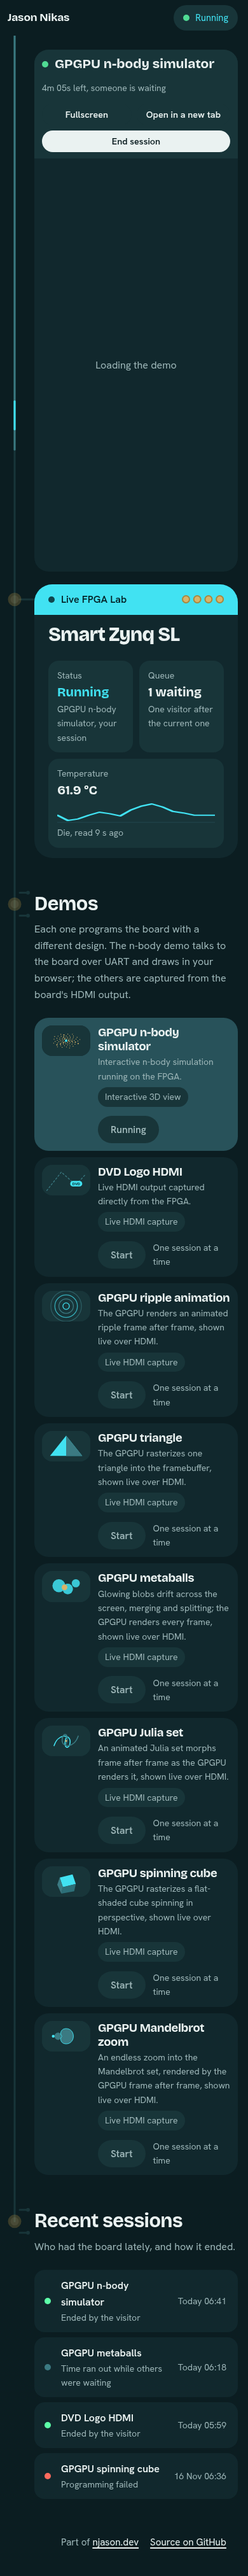 Jason Nikas
Running
GPGPU n-body simulator
4m 05s left, someone is waiting
Fullscreen
Open in a new tab
End session
Loading the demo
Live FPGA Lab
Smart Zynq SL
Status
Running
GPGPU n-body
simulator, your
session
Queue
1 waiting
One visitor after
the current one
Temperature
61.9 °C
Die, read 9 s ago
Demos
Each one programs the board with a
different design. The n-body demo talks to
the board over UART and draws in your
browser; the others are captured from the
board's HDMI output.
GPGPU n-body
simulator
Interactive n-body simulation
running on the FPGA.
Interactive 3D view
Running
DVD Logo HDMI
Live HDMI output captured
directly from the FPGA.
Live HDMI capture
Start
One session at a
time
GPGPU ripple animation
The GPGPU renders an animated
ripple frame after frame, shown
live over HDMI.
Live HDMI capture
Start
One session at a
time
GPGPU triangle
The GPGPU rasterizes one
triangle into the framebuffer,
shown live over HDMI.
Live HDMI capture
Start
One session at a
time
GPGPU metaballs
Glowing blobs drift across the
screen, merging and splitting; the
GPGPU renders every frame,
shown live over HDMI.
Live HDMI capture
Start
One session at a
time
GPGPU Julia set
An animated Julia set morphs
frame after frame as the GPGPU
renders it, shown live over HDMI.
Live HDMI capture
Start
One session at a
time
GPGPU spinning cube
The GPGPU rasterizes a flat-
shaded cube spinning in
perspective, shown live over
HDMI.
Live HDMI capture
Start
One session at a
time
GPGPU Mandelbrot
zoom
An endless zoom into the
Mandelbrot set, rendered by the
GPGPU frame after frame, shown
live over HDMI.
Live HDMI capture
Start
One session at a
time
Recent sessions
Who had the board lately, and how it ended.
GPGPU n-body
simulator
Ended by the visitor
Today 06:41
GPGPU metaballs
Time ran out while others
were waiting
Today 06:18
DVD Logo HDMI
Ended by the visitor
Today 05:59
GPGPU spinning cube
Programming failed
16 Nov 06:36
Part of njason.dev
Source on GitHub